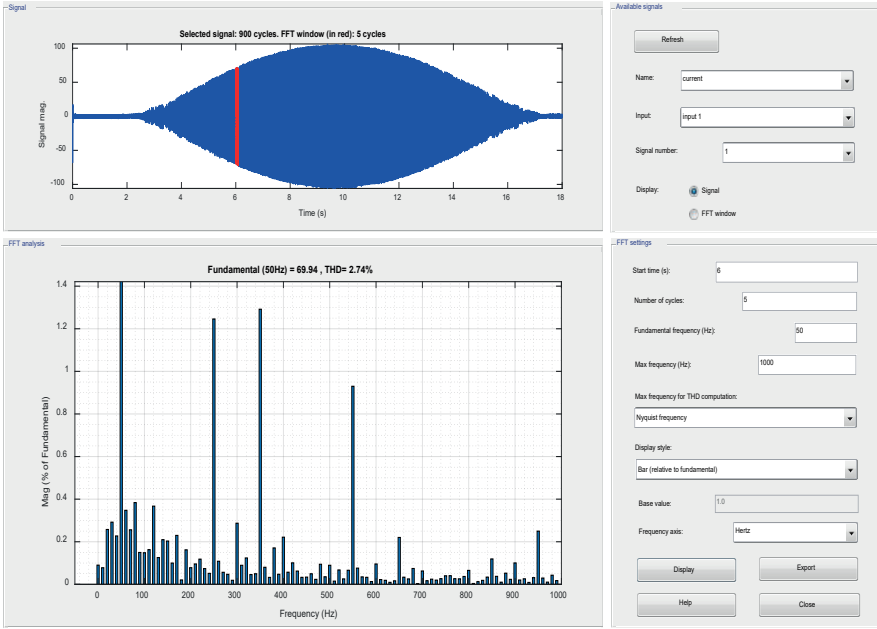 Signal
Selected signal: 900 cycles. FFT window (in red): 5 cycles
Signal mag.
100
50
0
-50
-100
0 2 4 6 8 10 12 14 16 18
Time (s)
Available signals
Refresh
Name: current
Input: input 1
Signal number: 1
Display: Signal
FFT window
FFT analysis
Fundamental (50Hz) = 69.94 , THD= 2.74%
Mag (% of Fundamental)
1.4
1.2
1
0.8
0.6
0.4
0.2
0
0 100 200 300 400 500 600 700 800 900 1000
Frequency (Hz)
FFT settings
Start time (s): 6
Number of cycles: 5
Fundamental frequency (Hz): 50
Max frequency (Hz): 1000
Max frequency for THD computation:
Nyquist frequency
Display style:
Bar (relative to fundamental)
Base value: 1.0
Frequency axis: Hertz
Display Export
Help Close